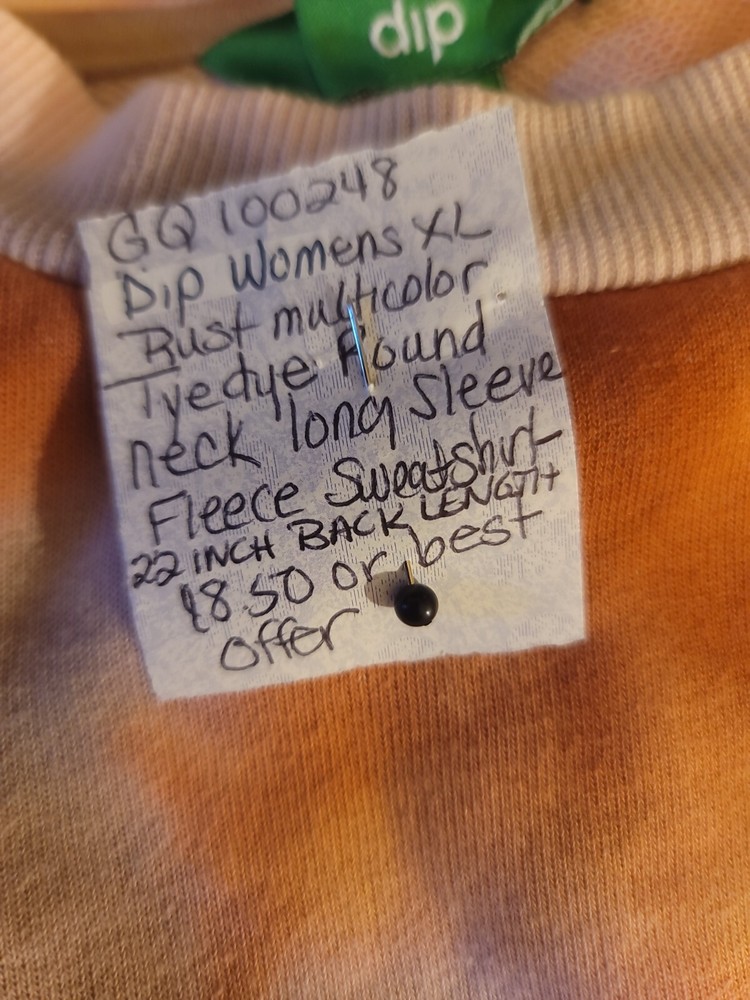 dip
GQ 100248
Dip Womens XL
Rust multicolor
Tyedye Round
neck long Sleeve
Fleece Sweatshirt
22 INCH BACK LENGTH
18.50 or best
offer